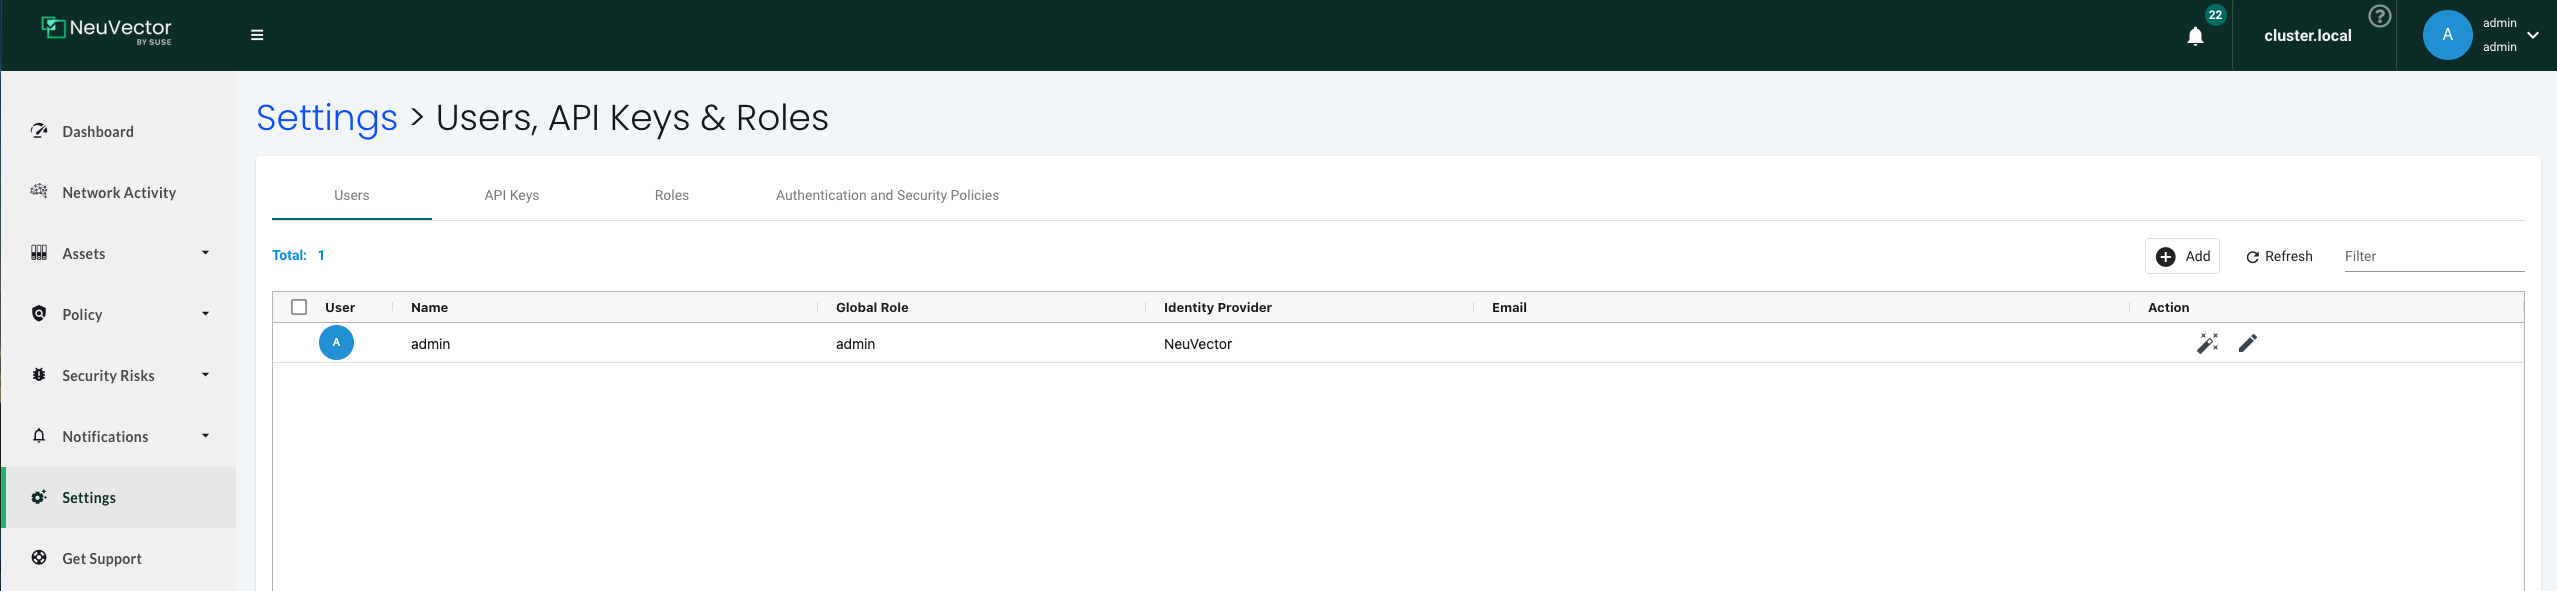 NeuVector
BY SUSE
22
cluster.local
?
A
admin
admin
Dashboard
Network Activity
Assets
Policy
Security Risks
Notifications
Settings
Get Support
Settings > Users, API Keys & Roles
Users API Keys Roles Authentication and Security Policies
Total: 1
Add Refresh Filter
User Name Global Role Identity Provider Email Action
A admin admin NeuVector